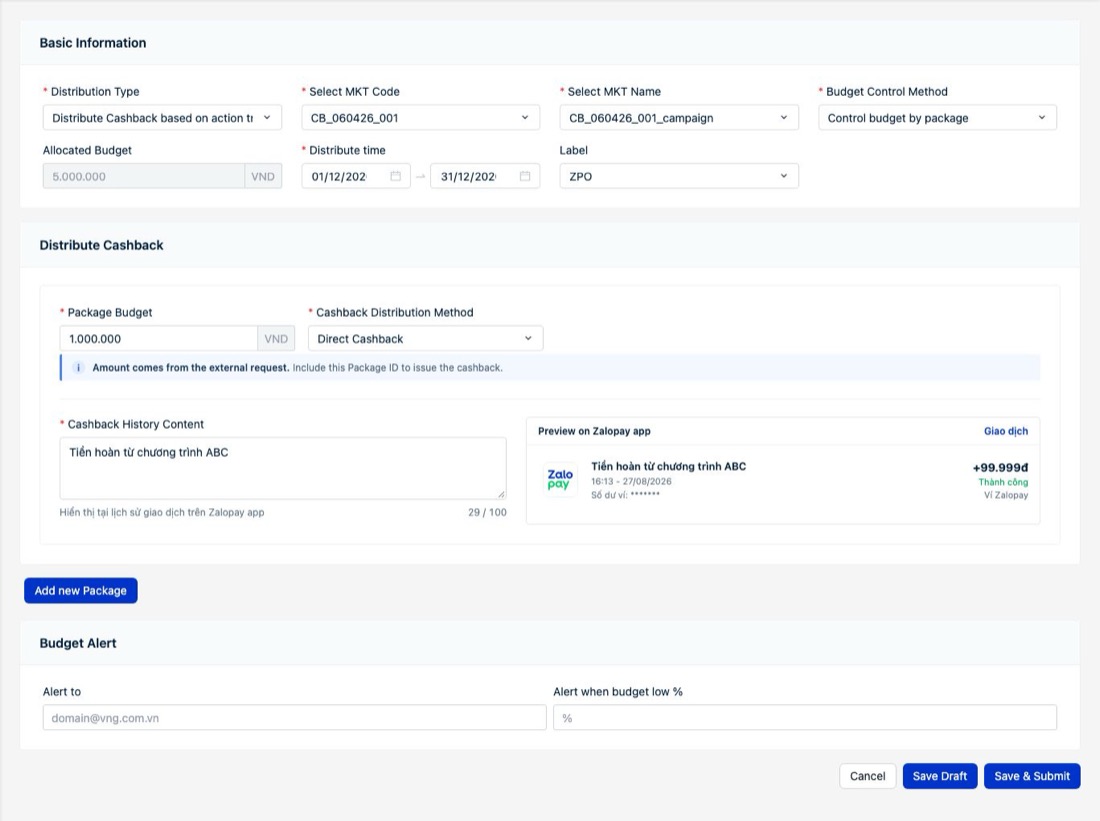 Basic Information
* Distribution Type
* Select MKT Code
* Select MKT Name
* Budget Control Method
Distribute Cashback based on action
CB_060426_001
CB_060426_001_campaign
Control budget by package
Allocated Budget
* Distribute time
Label
5.000.000 VND
01/12/202
31/12/202
ZPO
Distribute Cashback
* Package Budget
* Cashback Distribution Method
1.000.000 VND
Direct Cashback
Amount comes from the external request. Include this Package ID to issue the cashback.
* Cashback History Content
Tiền hoàn từ chương trình ABC
Hiển thị tại lịch sử giao dịch trên Zalopay app
29 / 100
Preview on Zalopay app
Giao dịch
Zalo
pay
Tiền hoàn từ chương trình ABC
16:13 - 27/08/2026
Số dư ví: *******
+99.999đ
Thành công
Ví Zalopay
Add new Package
Budget Alert
Alert to
Alert when budget low %
domain@vng.com.vn
%
Cancel
Save Draft
Save & Submit